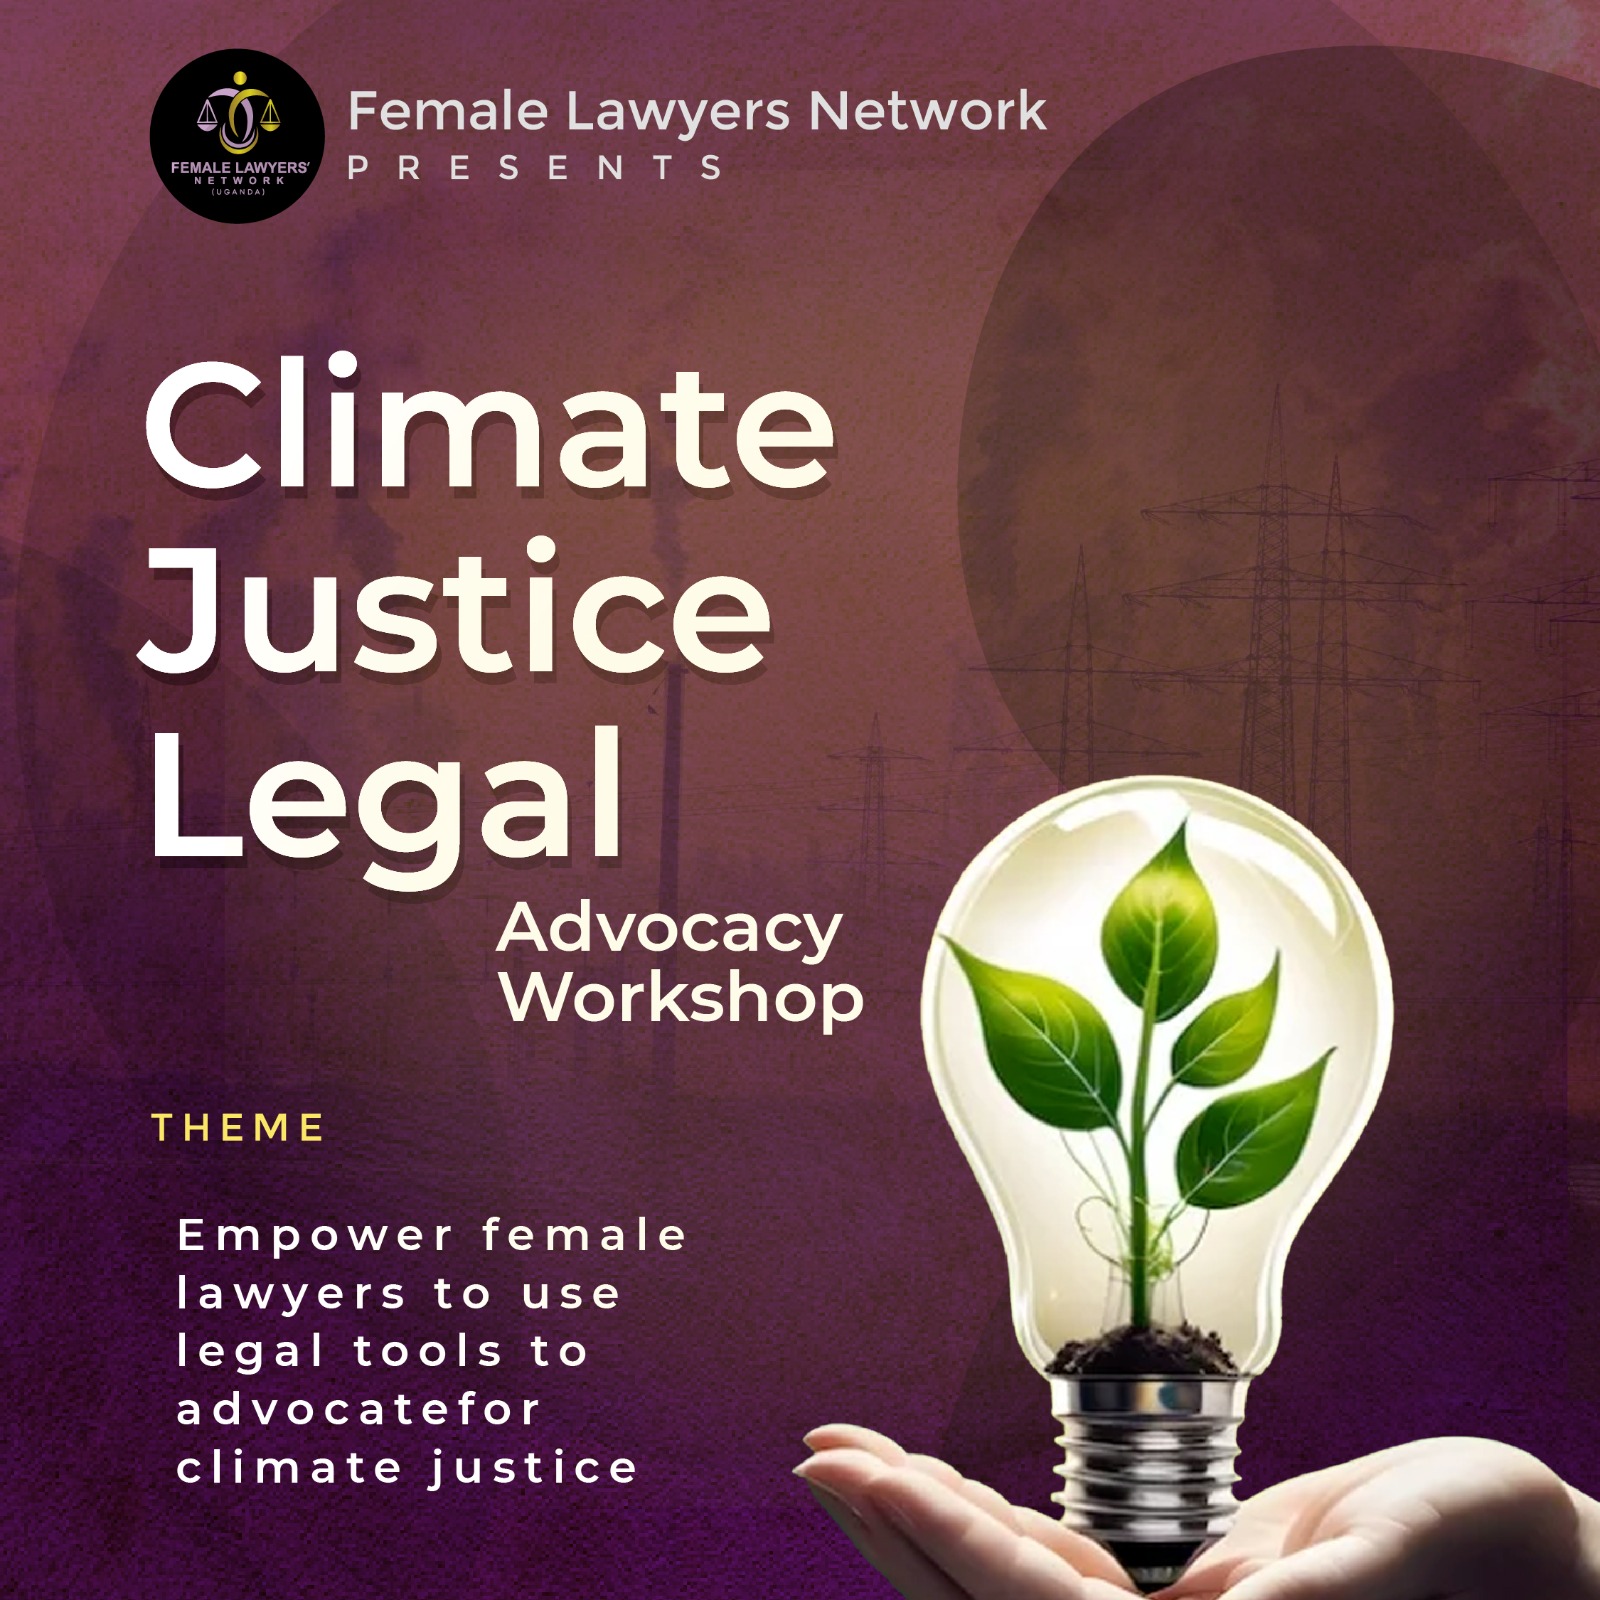 FEMALE LAWYERS'
NETWORK
(UGANDA)
Female Lawyers Network
PRESENTS
Climate
Justice
Legal
Advocacy
Workshop
THEME
Empower female
lawyers to use
legal tools to
advocatefor
climate justice